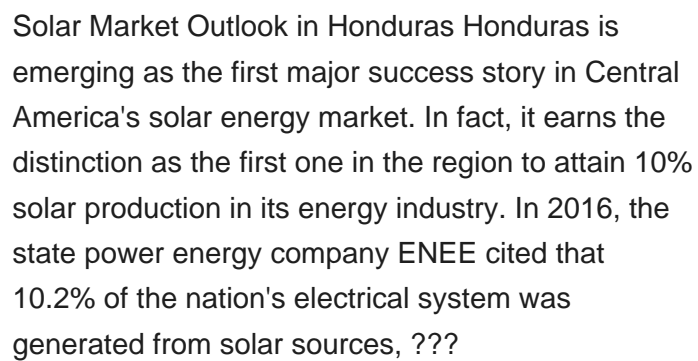 Solar Market Outlook in Honduras Honduras is
emerging as the first major success story in Central
America's solar energy market. In fact, it earns the
distinction as the first one in the region to attain 10%
solar production in its energy industry. In 2016, the
state power energy company ENEE cited that
10.2% of the nation's electrical system was
generated from solar sources, ???